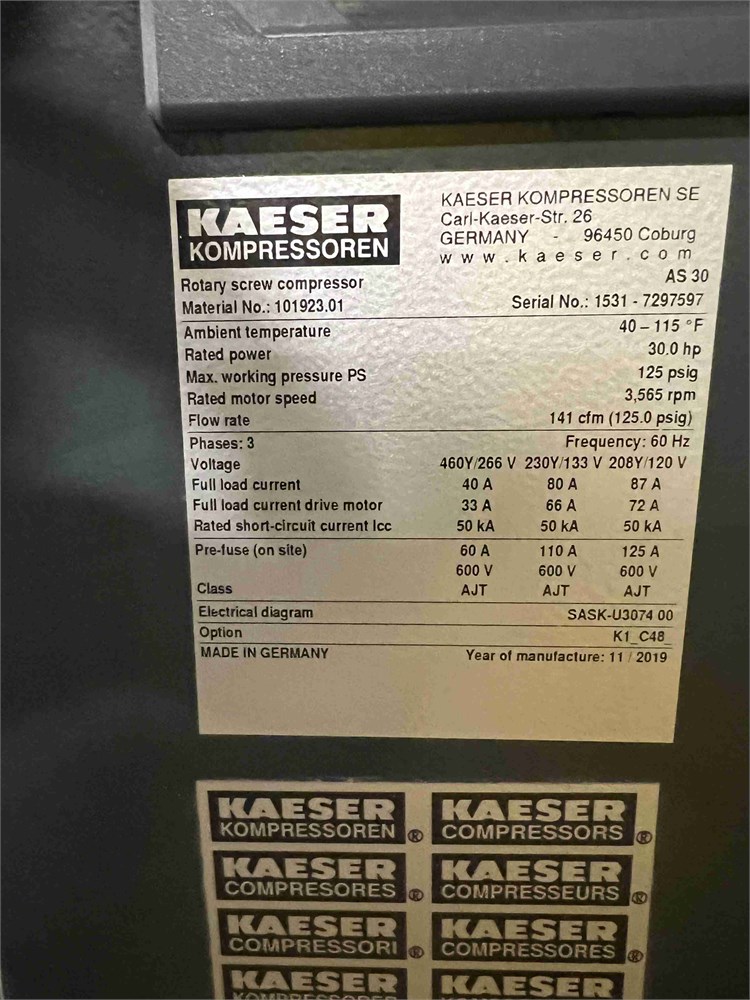 KAESER
KOMPRESSOREN
KAESER KOMPRESSOREN SE
Carl-Kaeser-Str. 26
GERMANY - 96450 Coburg
www.kaeser.com
Rotary screw compressor AS 30
Material No.: 101923.01 Serial No.: 1531 - 7297597
Ambient temperature 40 – 115 °F
Rated power 30.0 hp
Max. working pressure PS 125 psig
Rated motor speed 3,565 rpm
Flow rate 141 cfm (125.0 psig)
Phases: 3 Frequency: 60 Hz
Voltage 460Y/266 V 230Y/133 V 208Y/120 V
Full load current 40 A 80 A 87 A
Full load current drive motor 33 A 66 A 72 A
Rated short-circuit current Icc 50 kA 50 kA 50 kA
Pre-fuse (on site) 60 A 110 A 125 A
600 V 600 V 600 V
Class AJT AJT AJT
Electrical diagram SASK-U3074 00
Option K1_C48_
MADE IN GERMANY Year of manufacture: 11 / 2019
KAESER KAESER
KOMPRESSOREN ® COMPRESSORS ®
KAESER KAESER
COMPRESORES ® COMPRESSEURS ®
KAESER KAESER
COMPRESSORI ® COMPRESSORES ®
KAESER KAESER